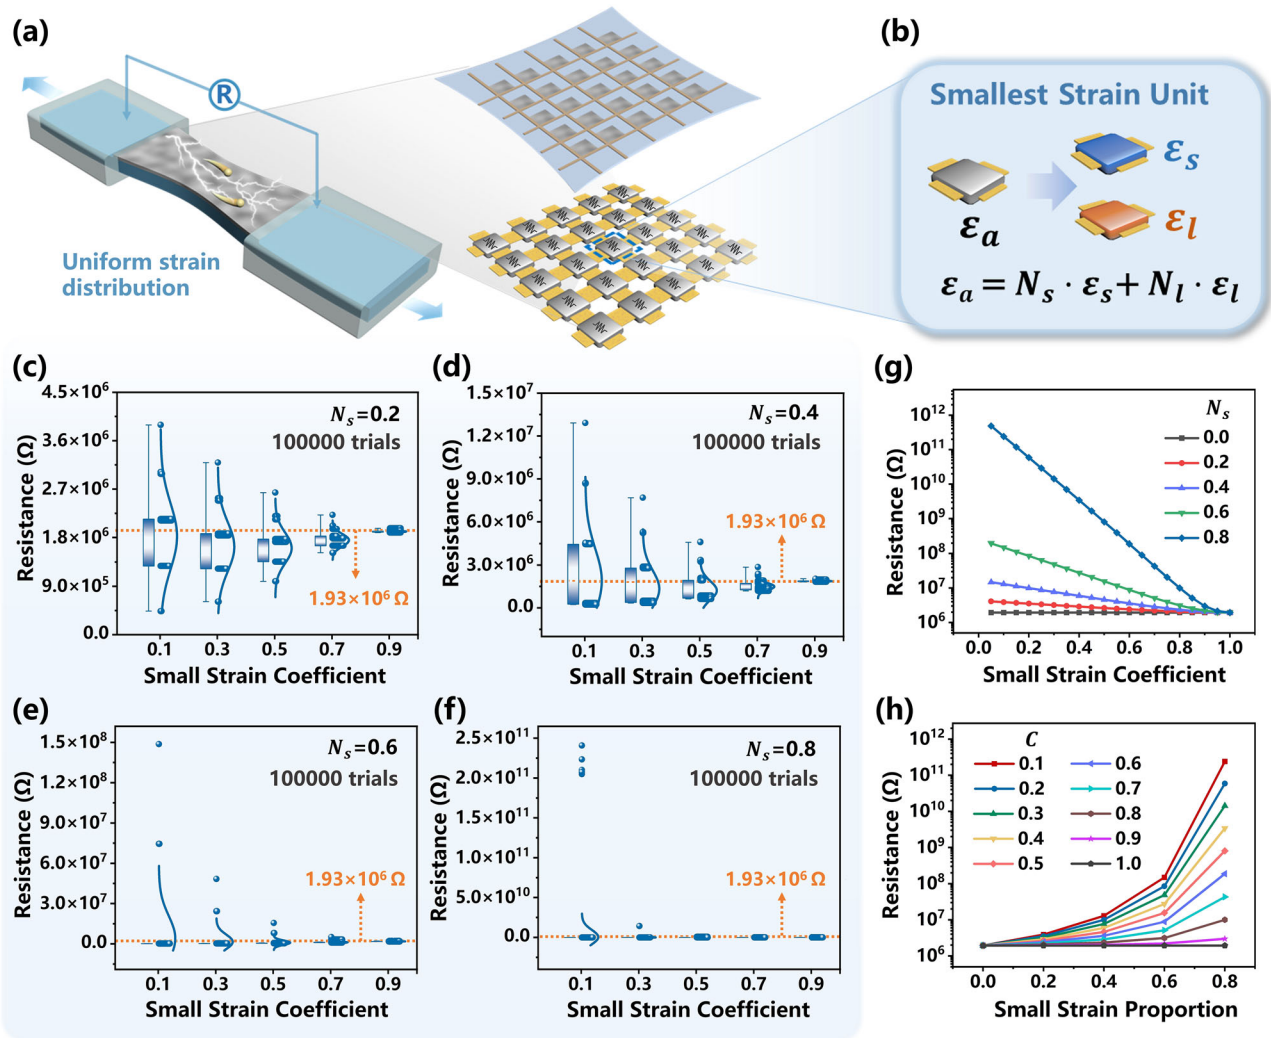 (a)
R
Uniform strain
distribution
(b)
Smallest Strain Unit
εₐ
εₛ
εₗ
εₐ = Nₛ · εₛ + Nₗ · εₗ
(c)
Nₛ=0.2
100000 trials
4.5×10⁶
3.6×10⁶
2.7×10⁶
1.8×10⁶
9.0×10⁵
0.0
Resistance (Ω)
1.93×10⁶ Ω
0.1 0.3 0.5 0.7 0.9
Small Strain Coefficient
(d)
Nₛ=0.4
100000 trials
1.5×10⁷
1.2×10⁷
9.0×10⁶
6.0×10⁶
3.0×10⁶
0.0
Resistance (Ω)
1.93×10⁶ Ω
0.1 0.3 0.5 0.7 0.9
Small Strain Coefficient
(g)
Nₛ
0.0
0.2
0.4
0.6
0.8
10¹²
10¹¹
10¹⁰
10⁹
10⁸
10⁷
10⁶
Resistance (Ω)
0.0 0.2 0.4 0.6 0.8 1.0
Small Strain Coefficient
(e)
Nₛ=0.6
100000 trials
1.5×10⁸
1.2×10⁸
9.0×10⁷
6.0×10⁷
3.0×10⁷
0.0
Resistance (Ω)
1.93×10⁶ Ω
0.1 0.3 0.5 0.7 0.9
Small Strain Coefficient
(f)
Nₛ=0.8
100000 trials
2.5×10¹¹
2.0×10¹¹
1.5×10¹¹
1.0×10¹¹
5.0×10¹⁰
0.0
Resistance (Ω)
1.93×10⁶ Ω
0.1 0.3 0.5 0.7 0.9
Small Strain Coefficient
(h)
C
0.1 0.6
0.2 0.7
0.3 0.8
0.4 0.9
0.5 1.0
10¹²
10¹¹
10¹⁰
10⁹
10⁸
10⁷
10⁶
Resistance (Ω)
0.0 0.2 0.4 0.6 0.8
Small Strain Proportion